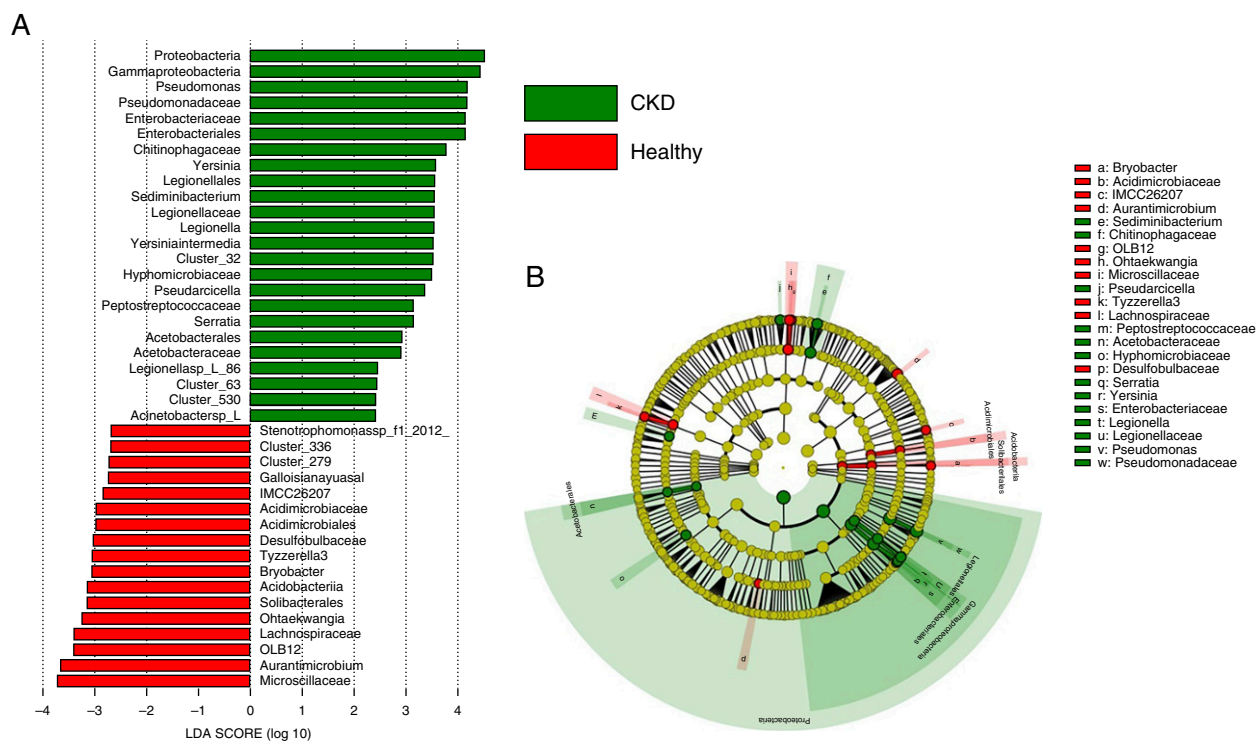 A
Proteobacteria
Gammaproteobacteria
Pseudomonas
Pseudomonadaceae
Enterobacteriaceae
Enterobacteriales
Chitinophagaceae
Yersinia
Legionellales
Sediminibacterium
Legionellaceae
Legionella
Yersiniaintermedia
Cluster_32
Hyphomicrobiaceae
Pseudarcicella
Peptostreptococcaceae
Serratia
Acetobacterales
Acetobacteraceae
Legionellasp_L_86
Cluster_63
Cluster_530
Acinetobactersp_L
Stenotrophomonassp_f1_2012_
Cluster_336
Cluster_279
Galloisianayuasal
IMCC26207
Acidimicrobiaceae
Acidimicrobiales
Desulfobulbaceae
Tyzzerella3
Bryobacter
Acidobacteriia
Solibacterales
Ohtaekwangia
Lachnospiraceae
OLB12
Aurantimicrobium
Microscillaceae
–4 –3 –2 –1 0 1 2 3 4
LDA SCORE (log 10)
CKD
Healthy
B
i
f
j
h
e
d
l
k
m
c
b
a
Acidimicrobiales
Solibacterales
Acidobacteriia
n
Acetobacterales
o
p
v
w
Legionellales
u
s
q
Enterobacteriales
Gammaproteobacteria
Proteobacteria
a: Bryobacter
b: Acidimicrobiaceae
c: IMCC26207
d: Aurantimicrobium
e: Sediminibacterium
f: Chitinophagaceae
g: OLB12
h. Ohtaekwangia
i: Microscillaceae
j: Pseudarcicella
k: Tyzzerella3
l: Lachnospiraceae
m: Peptostreptococcaceae
n: Acetobacteraceae
o: Hyphomicrobiaceae
p: Desulfobulbaceae
q: Serratia
r: Yersinia
s: Enterobacteriaceae
t: Legionella
u: Legionellaceae
v: Pseudomonas
w: Pseudomonadaceae